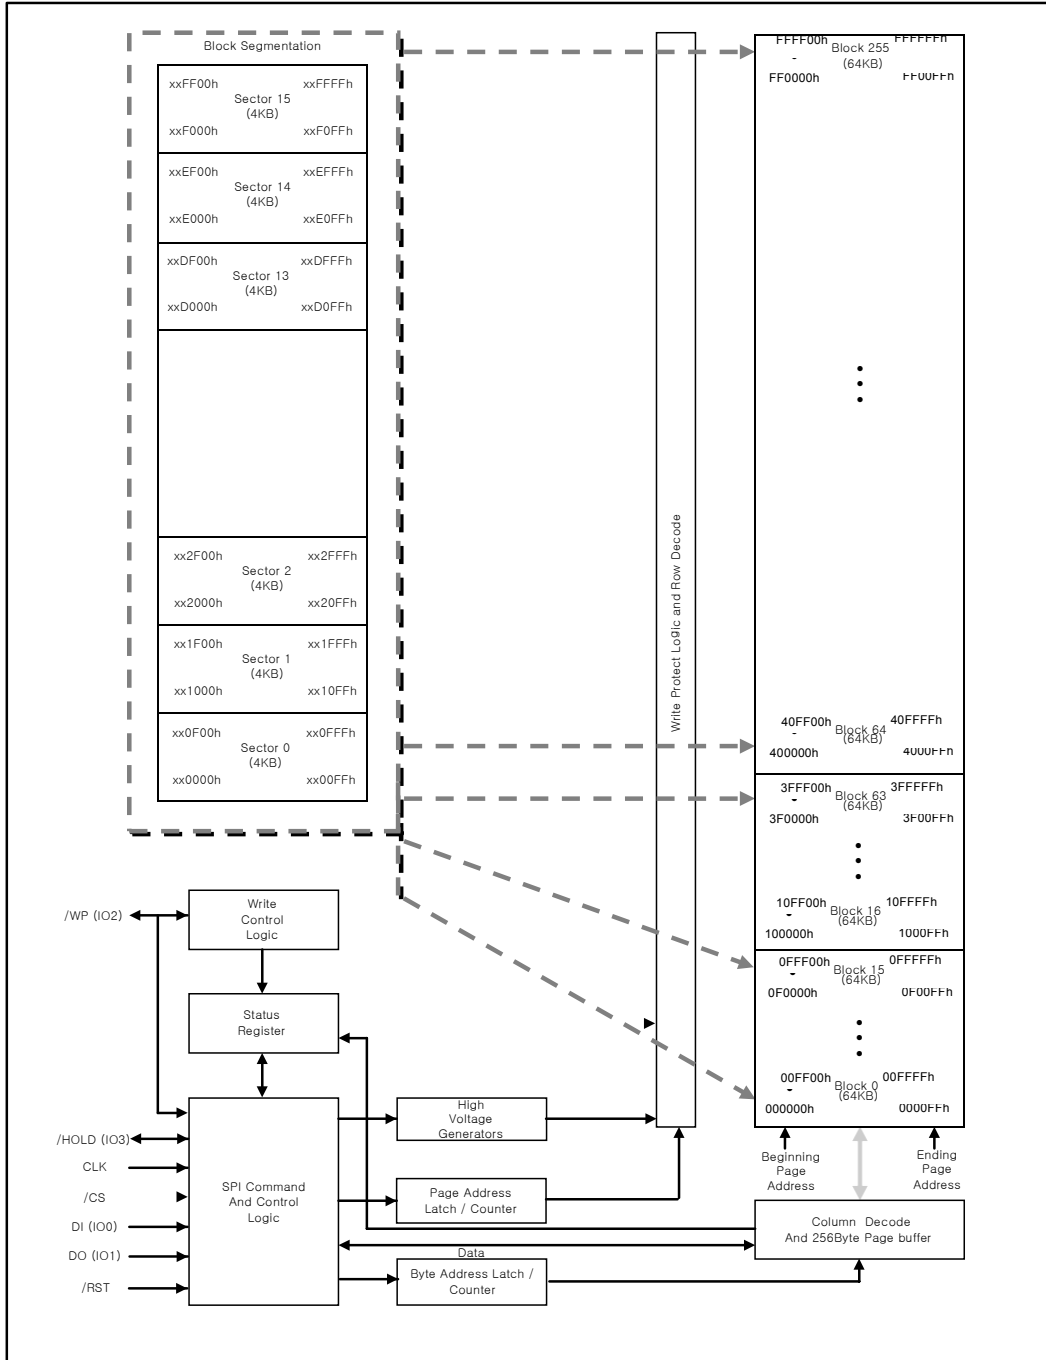 Block Segmentation
xxFF00h xxFFFFh
Sector 15
(4KB)
xxF000h xxF0FFh
xxEF00h xxEFFFh
Sector 14
(4KB)
xxE000h xxE0FFh
xxDF00h xxDFFFh
Sector 13
(4KB)
xxD000h xxD0FFh
xx2F00h xx2FFFh
Sector 2
(4KB)
xx2000h xx20FFh
xx1F00h xx1FFFh
Sector 1
(4KB)
xx1000h xx10FFh
xx0F00h xx0FFFh
Sector 0
(4KB)
xx0000h xx00FFh
Write Protect Logic and Row Decode
FFFF00h FFFFFFh
Block 255
(64KB)
FF0000h FF00FFh
40FF00h 40FFFFh
Block 64
(64KB)
400000h 4000FFh
3FFF00h 3FFFFFh
Block 63
(64KB)
3F0000h 3F00FFh
10FF00h 10FFFFh
Block 16
(64KB)
100000h 1000FFh
0FFF00h 0FFFFFh
Block 15
(64KB)
0F0000h 0F00FFh
00FF00h 00FFFFh
Block 0
(64KB)
000000h 0000FFh
Beginning
Page
Address
Ending
Page
Address
/WP (IO2)
Write
Control
Logic
Status
Register
/HOLD (IO3)
CLK
/CS
DI (IO0)
DO (IO1)
/RST
SPI Command
And Control
Logic
High
Voltage
Generators
Page Address
Latch / Counter
Data
Byte Address Latch /
Counter
Column Decode
And 256Byte Page buffer